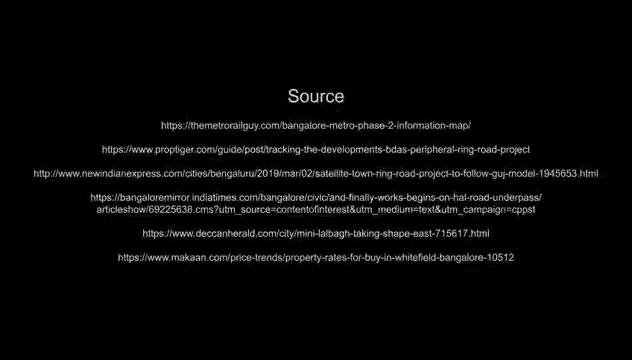 Source
https://themetrorailguy.com/bangalore-metro-phase-2-information-map/
https://www.proptiger.com/guide/post/tracking-the-developments-bdas-peripheral-ring-road-project
http://www.newindianexpress.com/cities/bengaluru/2019/mar/02/satellite-town-ring-road-project-to-follow-guj-model-1945653.html
https://bangaloremirror.indiatimes.com/bangalore/civic/and-finally-works-begins-on-hal-road-underpass/
articleshow/69225638.cms?utm_source=contentofinterest&utm_medium=text&utm_campaign=cppst
https://www.deccanherald.com/city/mini-lalbagh-taking-shape-east-715617.html
https://www.makaan.com/price-trends/property-rates-for-buy-in-whitefield-bangalore-10512